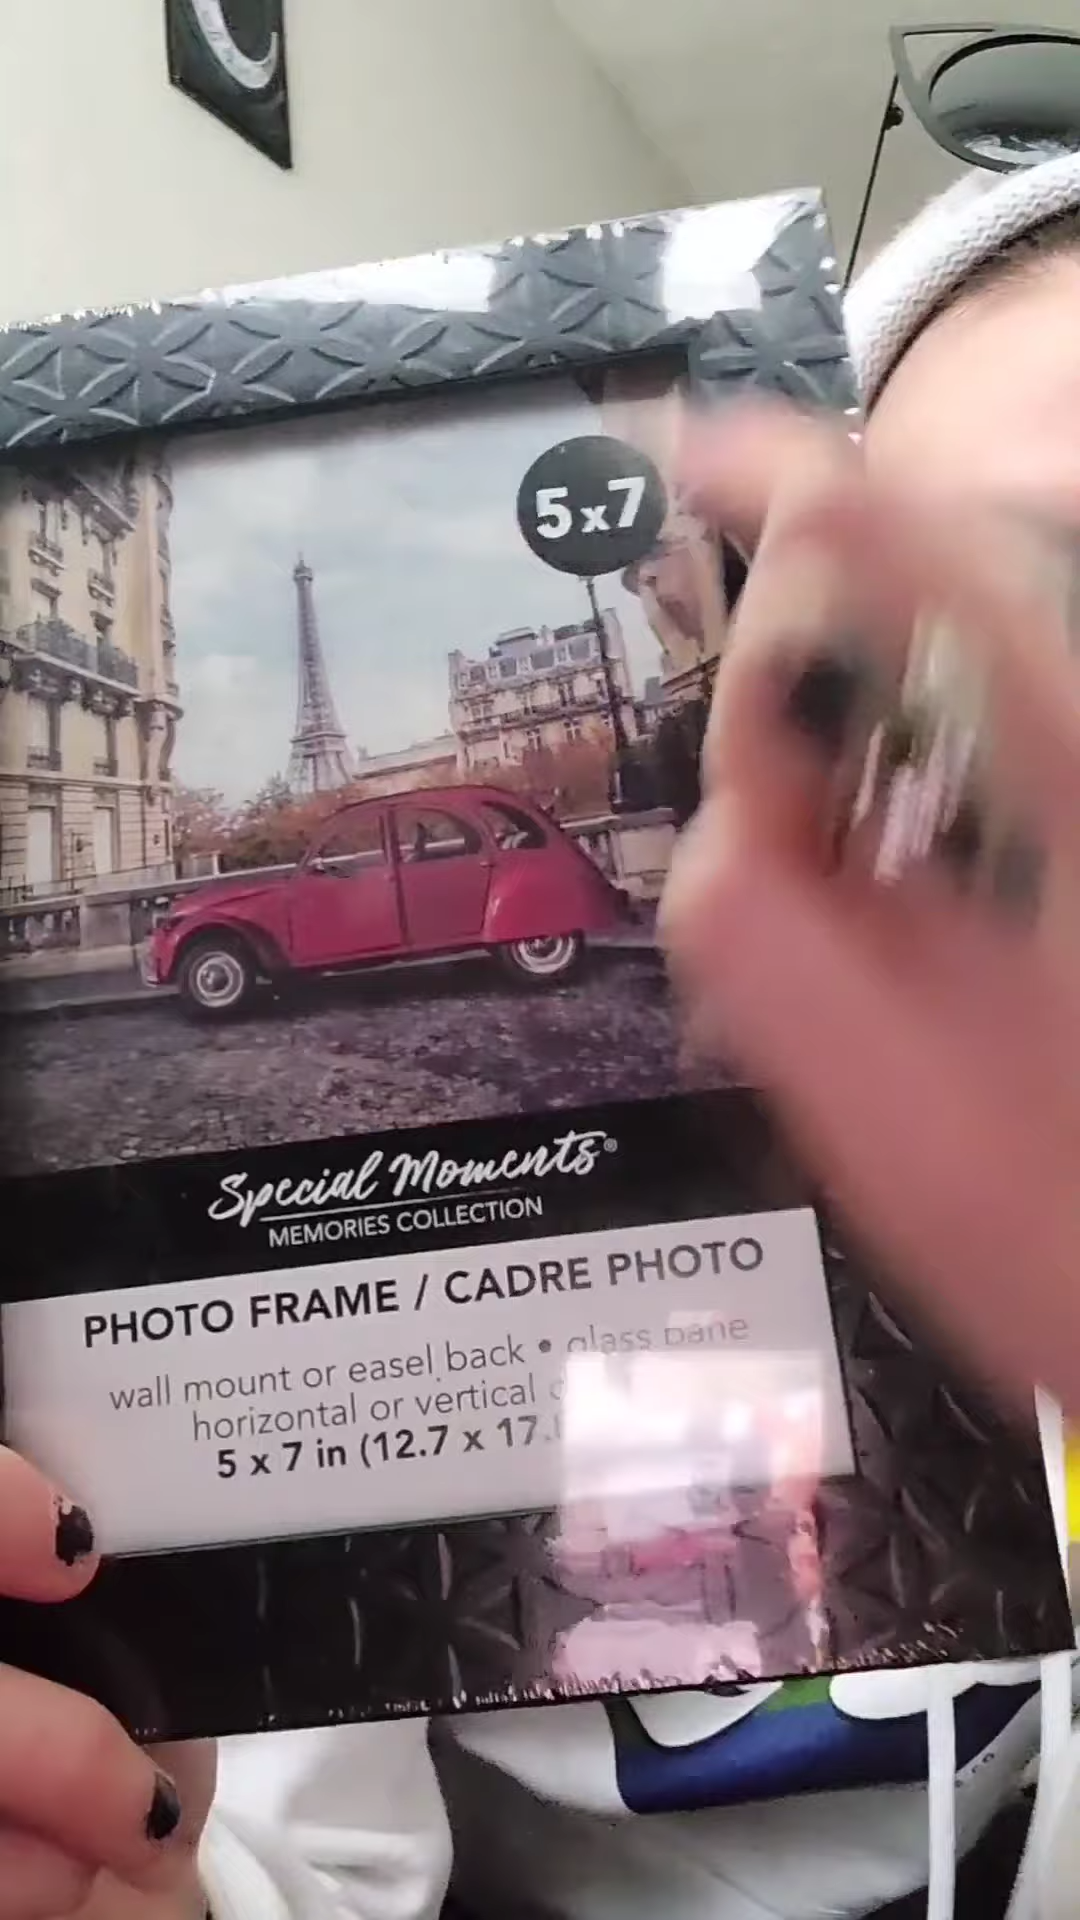 5x7
Special Moments®
MEMORIES COLLECTION
PHOTO FRAME / CADRE PHOTO
wall mount or easel back • glass pane
horizontal or vertical
5 x 7 in (12.7 x 17.